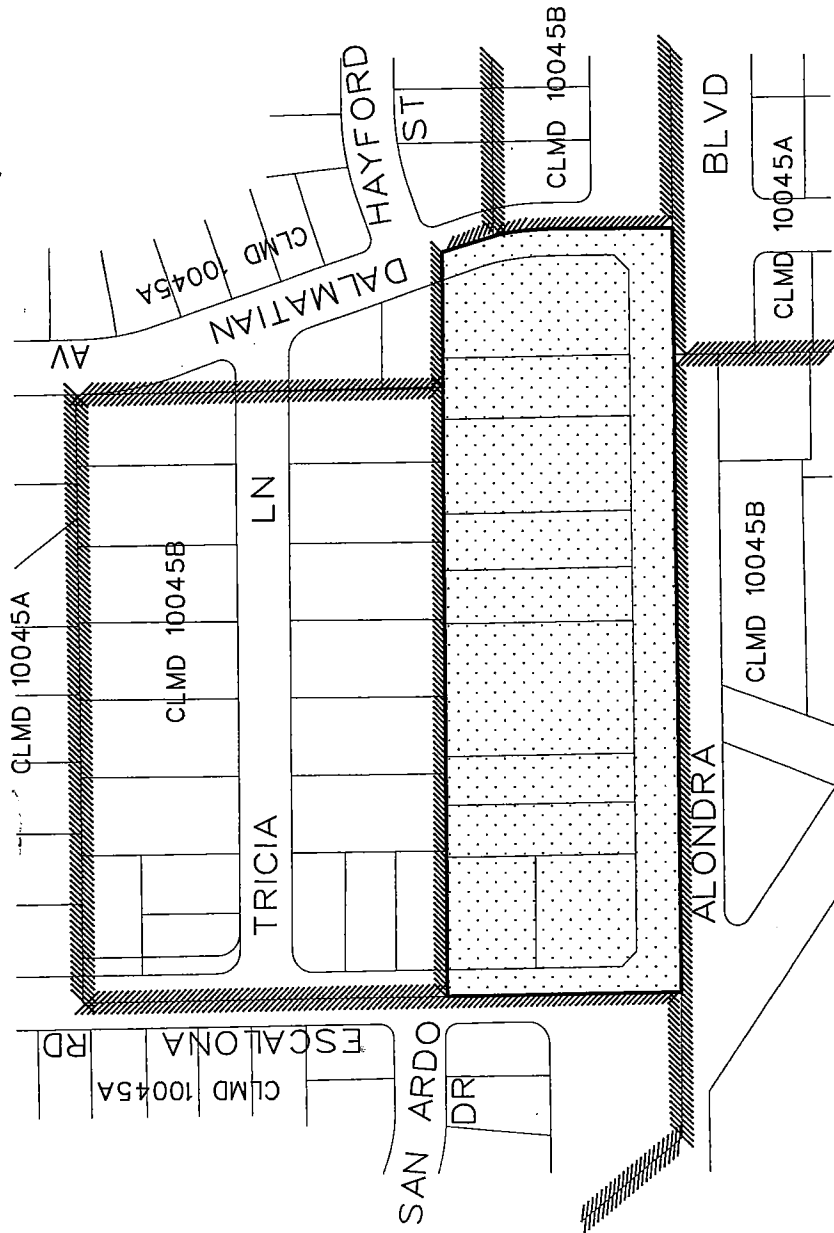 CLMD 10045A
CLMD 10045B
TRICIA LN
ESCALONA RD
CLMD 10045A
SAN ARDO DR
DALMATIAN AV
CLMD 10045A
HAYFORD ST
CLMD 10045B
ALONDRA BLVD
CLMD 10045B
CLMD 10045A